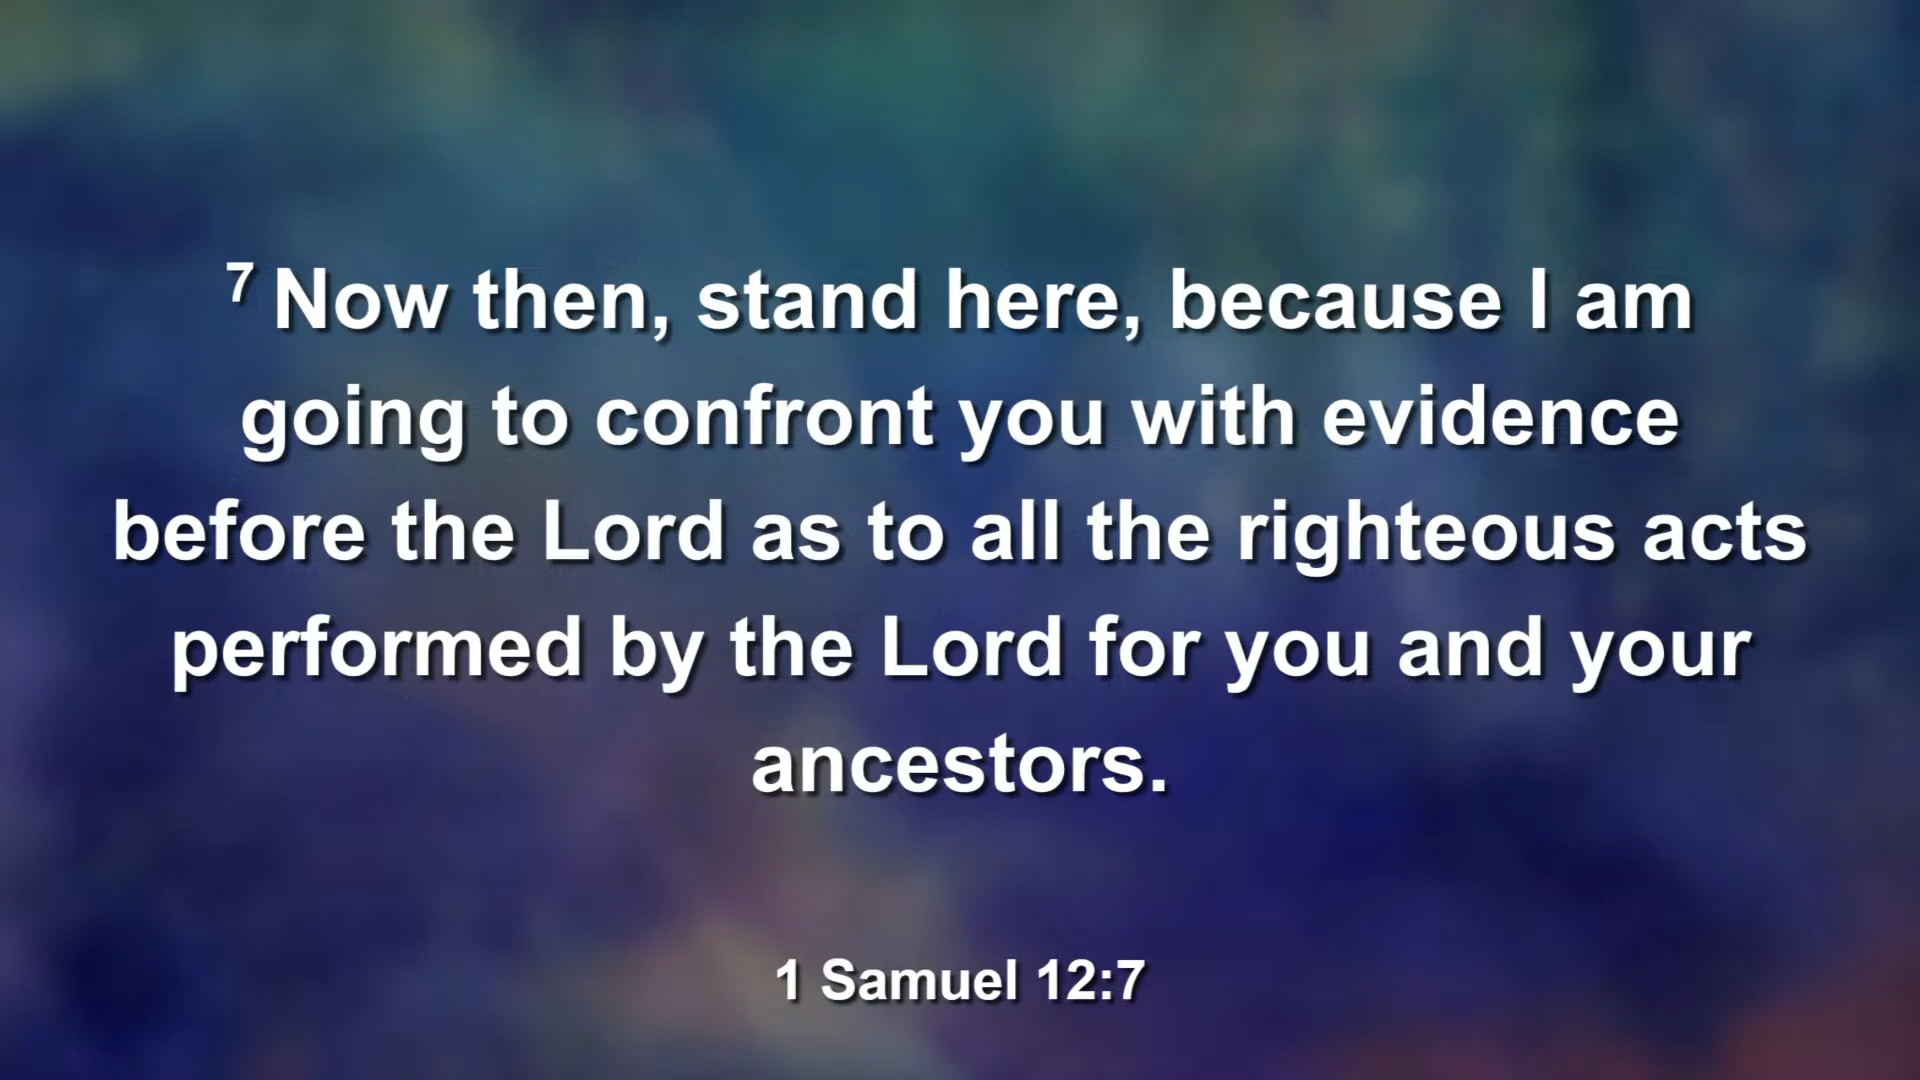 7 Now then, stand here, because I am
going to confront you with evidence
before the Lord as to all the righteous acts
performed by the Lord for you and your
ancestors.
1 Samuel 12:7